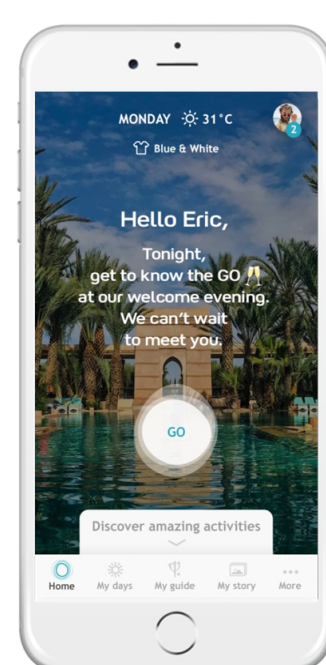 MONDAY 31°C
2
Blue & White
Hello Eric,
Tonight,
get to know the GO 🥂
at our welcome evening.
We can't wait
to meet you.
GO
Discover amazing activities
Home My days My guide My story More